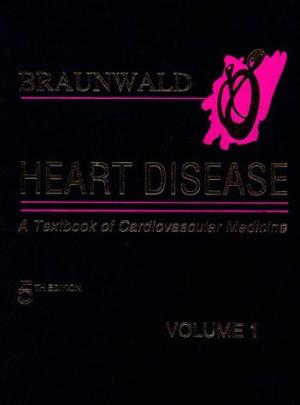 BRAUNWALD
HEART DISEASE
A Textbook of Cardiovascular Medicine
5TH EDITION
VOLUME 1